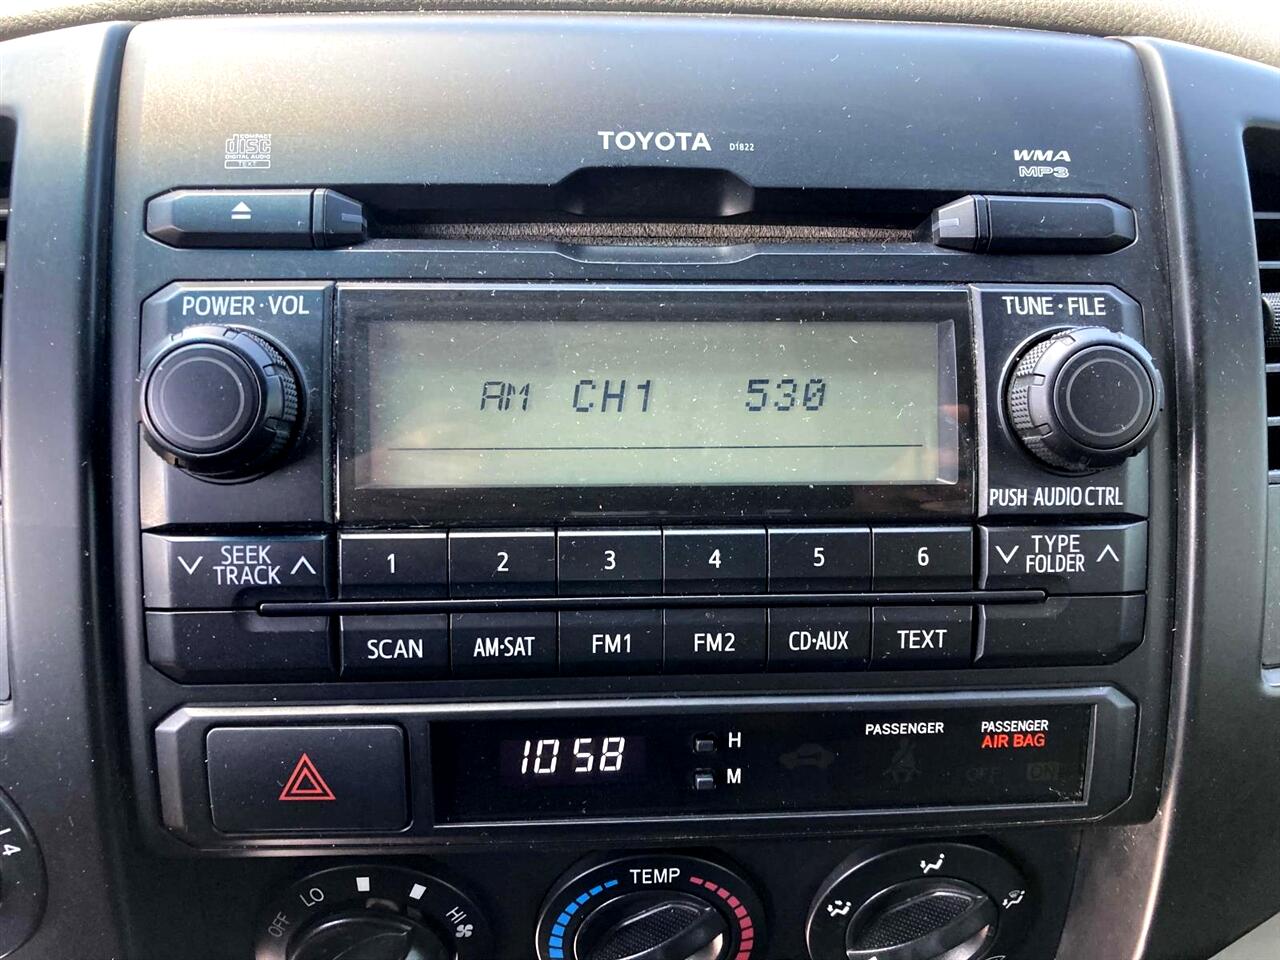 COMPACT
disc
DIGITAL AUDIO
TEXT
TOYOTA D1822
WMA
MP3
POWER·VOL
TUNE·FILE
AM CH1 530
PUSH AUDIO CTRL
SEEK
TRACK
1 2 3 4 5 6
TYPE
FOLDER
SCAN AM·SAT FM1 FM2 CD·AUX TEXT
10 58
H
M
PASSENGER
PASSENGER
AIR BAG
OFF ON
4
OFF LO HI
TEMP